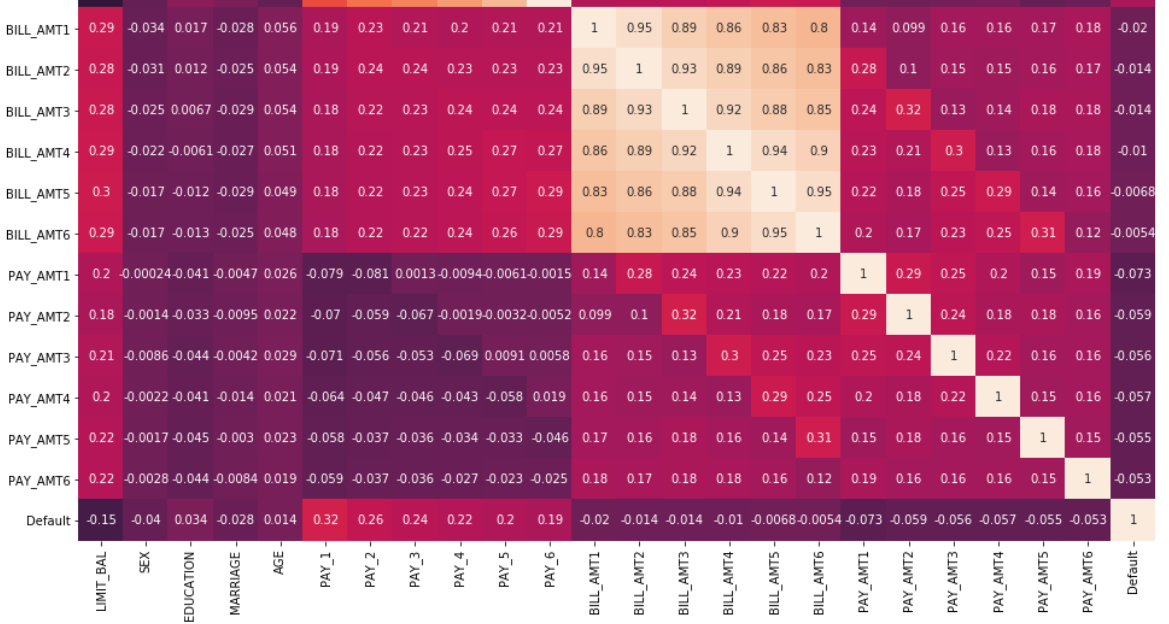 BILL_AMT1 0.29 -0.034 0.017 -0.028 0.056 0.19 0.23 0.21 0.2 0.21 0.21 1 0.95 0.89 0.86 0.83 0.8 0.14 0.099 0.16 0.16 0.17 0.18 -0.02
BILL_AMT2 0.28 -0.031 0.012 -0.025 0.054 0.19 0.24 0.24 0.23 0.23 0.23 0.95 1 0.93 0.89 0.86 0.83 0.28 0.1 0.15 0.15 0.16 0.17 -0.014
BILL_AMT3 0.28 -0.025 0.0067 -0.029 0.054 0.18 0.22 0.23 0.24 0.24 0.24 0.89 0.93 1 0.92 0.88 0.85 0.24 0.32 0.13 0.14 0.18 0.18 -0.014
BILL_AMT4 0.29 -0.022 -0.0061 -0.027 0.051 0.18 0.22 0.23 0.25 0.27 0.27 0.86 0.89 0.92 1 0.94 0.9 0.23 0.21 0.3 0.13 0.16 0.18 -0.01
BILL_AMT5 0.3 -0.017 -0.012 -0.029 0.049 0.18 0.22 0.23 0.24 0.27 0.29 0.83 0.86 0.88 0.94 1 0.95 0.22 0.18 0.25 0.29 0.14 0.16 -0.0068
BILL_AMT6 0.29 -0.017 -0.013 -0.025 0.048 0.18 0.22 0.22 0.24 0.26 0.29 0.8 0.83 0.85 0.9 0.95 1 0.2 0.17 0.23 0.25 0.31 0.12 -0.0054
PAY_AMT1 0.2 -0.00024 -0.041 -0.0047 0.026 -0.079 -0.081 0.0013 -0.0094 -0.0061 -0.0015 0.14 0.28 0.24 0.23 0.22 0.2 1 0.29 0.25 0.2 0.15 0.19 -0.073
PAY_AMT2 0.18 -0.0014 -0.033 -0.0095 0.022 -0.07 -0.059 -0.067 -0.0019 -0.0032 -0.0052 0.099 0.1 0.32 0.21 0.18 0.17 0.29 1 0.24 0.18 0.18 0.16 -0.059
PAY_AMT3 0.21 -0.0086 -0.044 -0.0042 0.029 -0.071 -0.056 -0.053 -0.069 0.0091 0.0058 0.16 0.15 0.13 0.3 0.25 0.23 0.25 0.24 1 0.22 0.16 0.16 -0.056
PAY_AMT4 0.2 -0.0022 -0.041 -0.014 0.021 -0.064 -0.047 -0.046 -0.043 -0.058 0.019 0.16 0.15 0.14 0.13 0.29 0.25 0.2 0.18 0.22 1 0.15 0.16 -0.057
PAY_AMT5 0.22 -0.0017 -0.045 -0.003 0.023 -0.058 -0.037 -0.036 -0.034 -0.033 -0.046 0.17 0.16 0.18 0.16 0.14 0.31 0.15 0.18 0.16 0.15 1 0.15 -0.055
PAY_AMT6 0.22 -0.0028 -0.044 -0.0084 0.019 -0.059 -0.037 -0.036 -0.027 -0.023 -0.025 0.18 0.17 0.18 0.18 0.16 0.12 0.19 0.16 0.16 0.16 0.15 1 -0.053
Default -0.15 -0.04 0.034 -0.028 0.014 0.32 0.26 0.24 0.22 0.2 0.19 -0.02 -0.014 -0.014 -0.01 -0.0068 -0.0054 -0.073 -0.059 -0.056 -0.057 -0.055 -0.053 1
LIMIT_BAL SEX EDUCATION MARRIAGE AGE PAY_1 PAY_2 PAY_3 PAY_4 PAY_5 PAY_6 BILL_AMT1 BILL_AMT2 BILL_AMT3 BILL_AMT4 BILL_AMT5 BILL_AMT6 PAY_AMT1 PAY_AMT2 PAY_AMT3 PAY_AMT4 PAY_AMT5 PAY_AMT6 Default